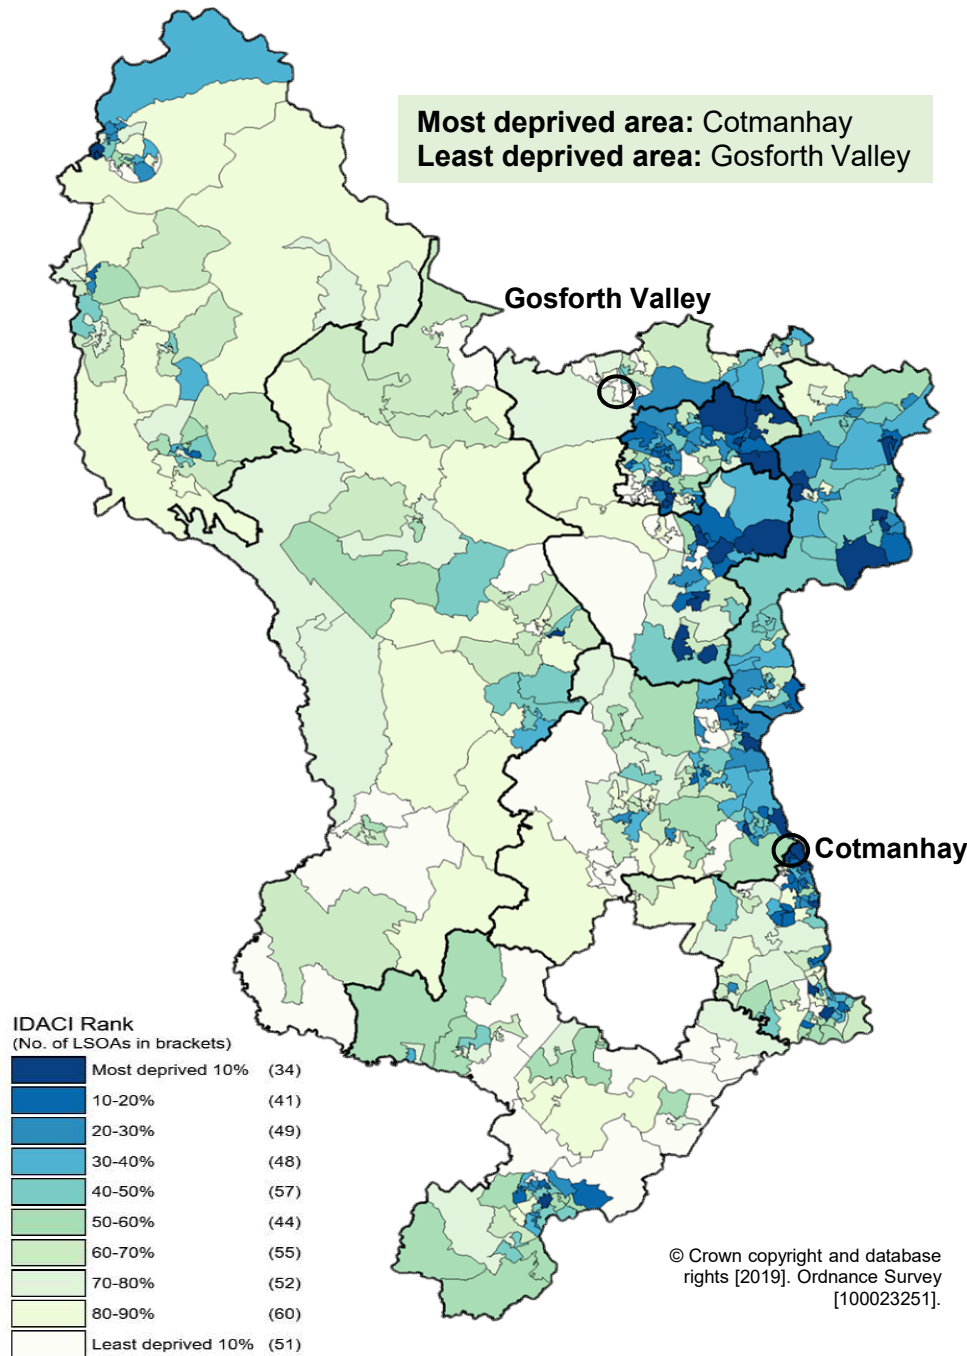 Most deprived area: Cotmanhay
Least deprived area: Gosforth Valley
Gosforth Valley
Cotmanhay
IDACI Rank
(No. of LSOAs in brackets)
Most deprived 10% (34)
10-20% (41)
20-30% (49)
30-40% (48)
40-50% (57)
50-60% (44)
60-70% (55)
70-80% (52)
80-90% (60)
Least deprived 10% (51)
© Crown copyright and database
rights [2019]. Ordnance Survey
[100023251].